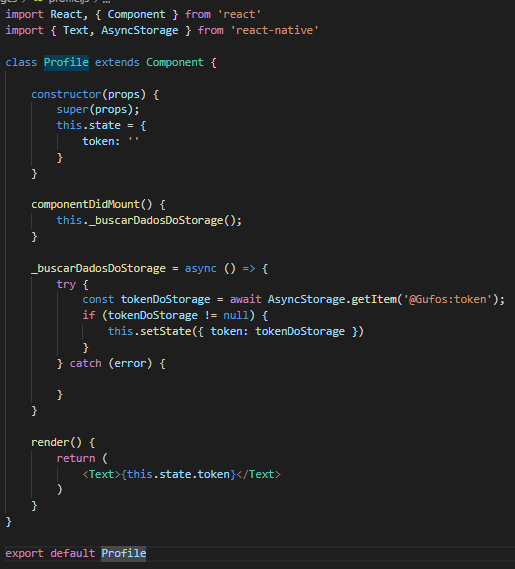 import React, { Component } from 'react'
import { Text, AsyncStorage } from 'react-native'
class Profile extends Component {
constructor(props) {
super(props);
this.state = {
token: ''
}
}
componentDidMount() {
this._buscarDadosDoStorage();
}
_buscarDadosDoStorage = async () => {
try {
const tokenDoStorage = await AsyncStorage.getItem('@Gufos:token');
if (tokenDoStorage != null) {
this.setState({ token: tokenDoStorage })
}
} catch (error) {
}
}
render() {
return (
<Text>{this.state.token}</Text>
)
}
}
export default Profile